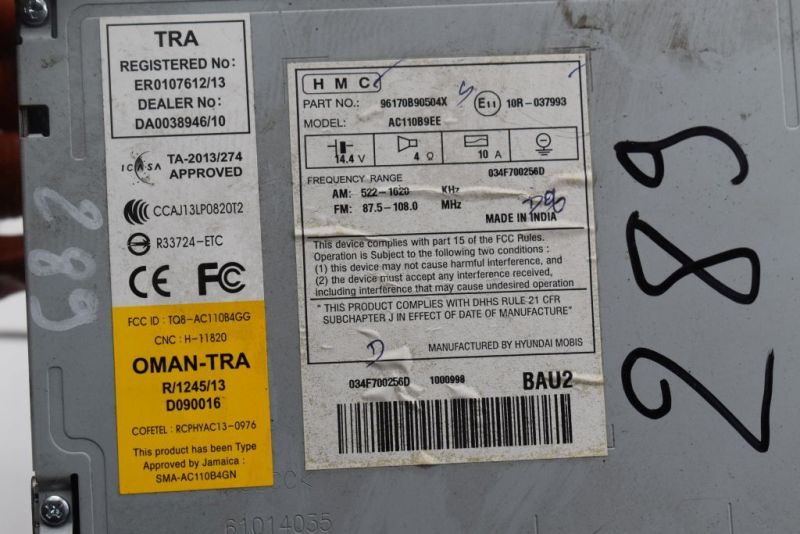 TRA
REGISTERED No:
ER0107612/13
DEALER No:
DA0038946/10
ICASA
TA-2013/274
APPROVED
CCAJ13LP0820T2
R33724-ETC
CE FC
FCC ID : TQ8-AC110B4GG
CNC : H-11820
OMAN-TRA
R/1245/13
D090016
COFETEL : RCPHYAC13-0976
This product has been Type
Approved by Jamaica :
SMA-AC110B4GN
HMC
PART NO.: 96170B90504X E11 10R-037993
MODEL: AC110B9EE
14.4 V 4 Ω 10 A
FREQUENCY RANGE 034F700256D
AM: 522-1620 KHz
FM: 87.5-108.0 MHz
MADE IN INDIA
This device complies with part 15 of the FCC Rules.
Operation is Subject to the following two conditions:
(1) this device may not cause harmful interference, and
(2) the device must accept any interference received,
including interference that may cause undesired operation
"THIS PRODUCT COMPLIES WITH DHHS RULE 21 CFR
SUBCHAPTER J IN EFFECT OF DATE OF MANUFACTURE"
D
MANUFACTURED BY HYUNDAI MOBIS
034F700256D 1000998 BAU2
289
289
61014035